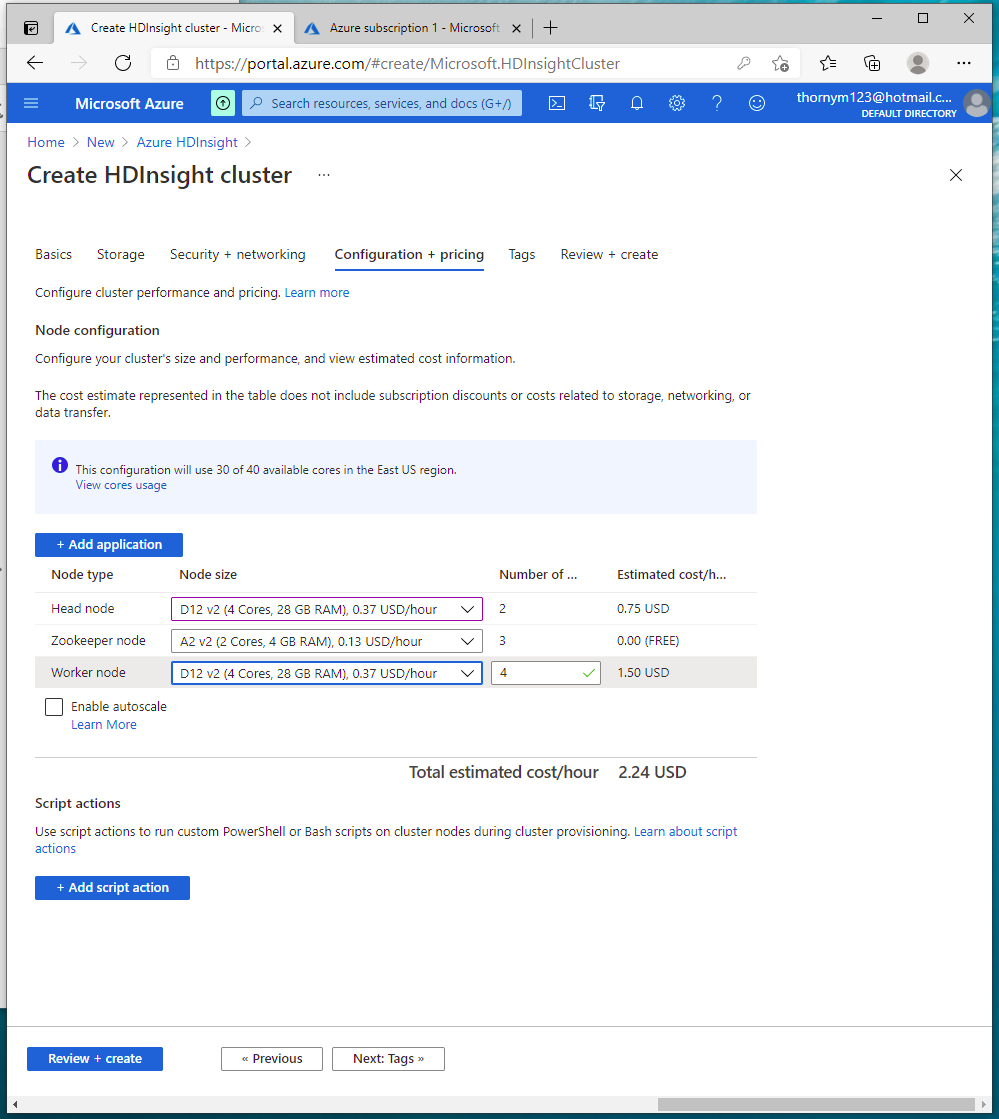 Create HDInsight cluster - Micros
Azure subscription 1 - Microsoft
https://portal.azure.com/#create/Microsoft.HDInsightCluster
Microsoft Azure
Search resources, services, and docs (G+/)
thornym123@hotmail.c...
DEFAULT DIRECTORY
Home > New > Azure HDInsight >
Create HDInsight cluster ...
Basics Storage Security + networking Configuration + pricing Tags Review + create
Configure cluster performance and pricing. Learn more
Node configuration
Configure your cluster's size and performance, and view estimated cost information.
The cost estimate represented in the table does not include subscription discounts or costs related to storage, networking, or
data transfer.
This configuration will use 30 of 40 available cores in the East US region.
View cores usage
+ Add application
Node type Node size Number of ... Estimated cost/h...
Head node D12 v2 (4 Cores, 28 GB RAM), 0.37 USD/hour 2 0.75 USD
Zookeeper node A2 v2 (2 Cores, 4 GB RAM), 0.13 USD/hour 3 0.00 (FREE)
Worker node D12 v2 (4 Cores, 28 GB RAM), 0.37 USD/hour 4 1.50 USD
Enable autoscale
Learn More
Total estimated cost/hour 2.24 USD
Script actions
Use script actions to run custom PowerShell or Bash scripts on cluster nodes during cluster provisioning. Learn about script
actions
+ Add script action
Review + create « Previous Next: Tags »